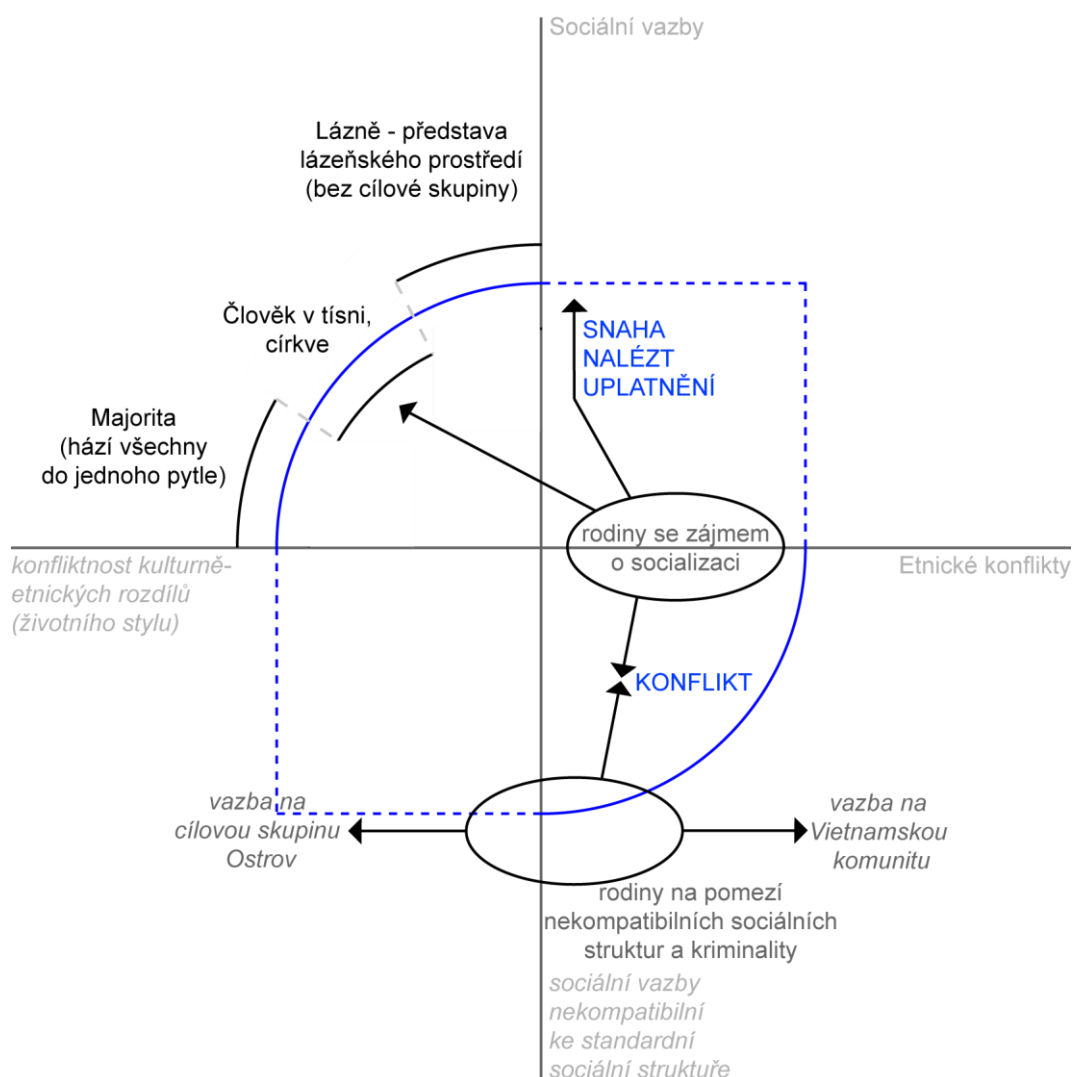 Sociální vazby
Lázně - představa
lázeňského prostředí
(bez cílové skupiny)
Člověk v tísni,
církve
SNAHA
NALÉZT
UPLATNĚNÍ
Majorita
(hází všechny
do jednoho pytle)
rodiny se zájmem
o socializaci
konfliktnost kulturně-
etnických rozdílů
(životního stylu)
Etnické konflikty
KONFLIKT
vazba na
cílovou skupinu
Ostrov
vazba na
Vietnamskou
komunitu
rodiny na pomezí
nekompatibilních sociálních
struktur a kriminality
sociální vazby
nekompatibilní
ke standardní
sociální struktuře